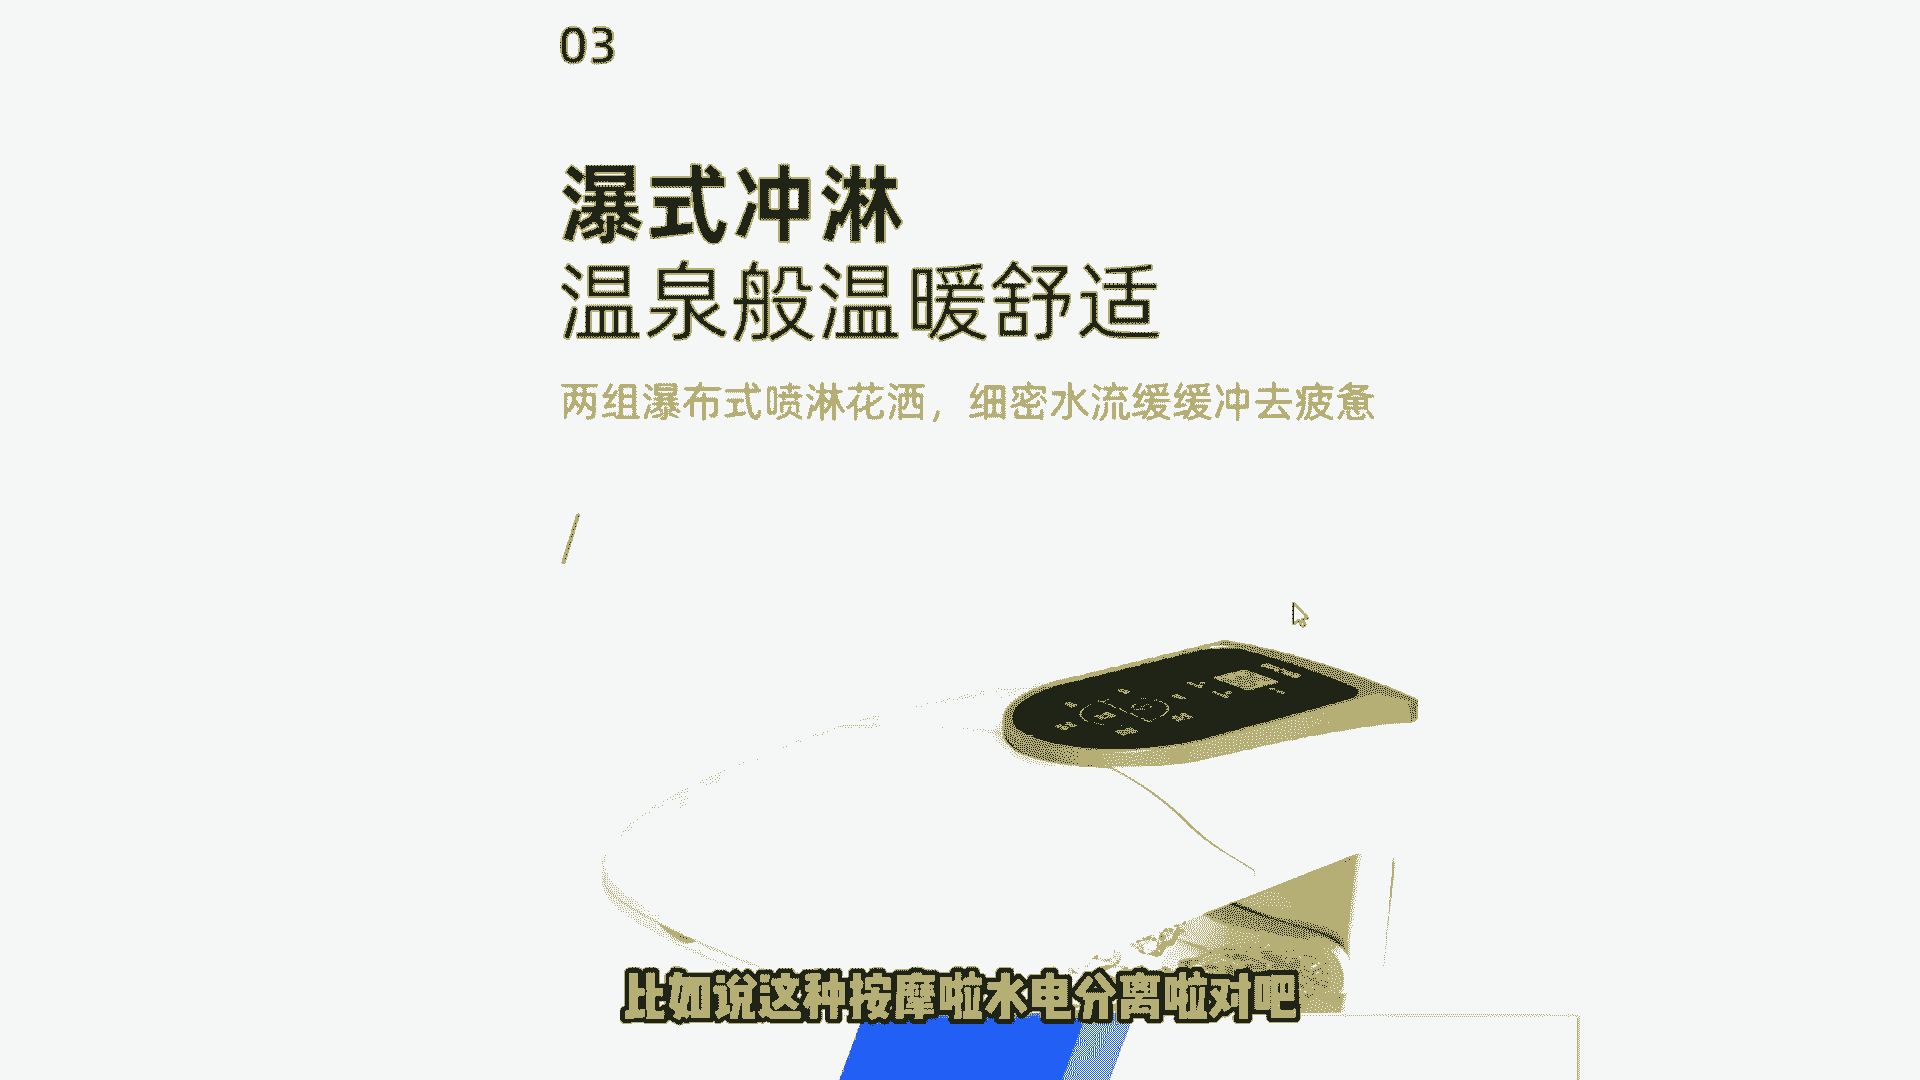 03
瀑式冲淋
温泉般温暖舒适
两组瀑布式喷淋花洒，细密水流缓缓冲去疲惫
/
比如说这种按摩啦水电分离啦对吧